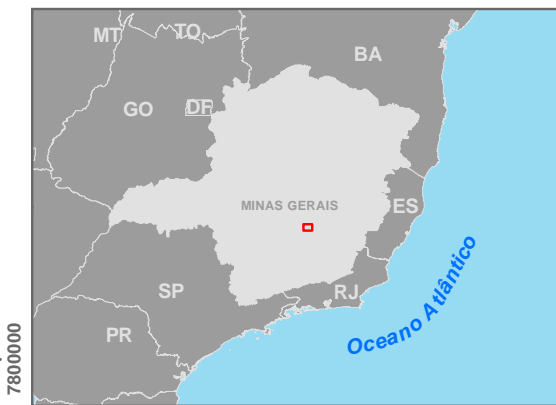 MT
TO
BA
GO
DF
MINAS GERAIS
ES
SP
RJ
PR
Oceano Atlântico
7800000